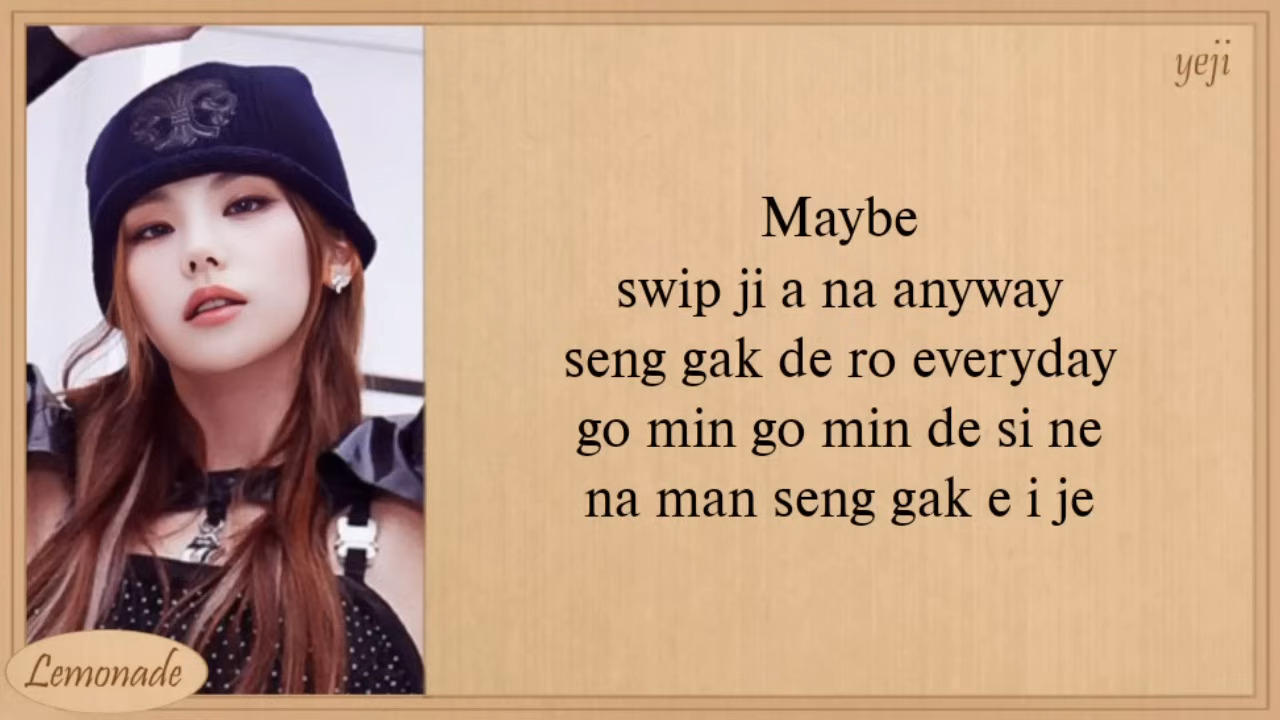 yeji
Maybe
swip ji a na anyway
seng gak de ro everyday
go min go min de si ne
na man seng gak e i je
Lemonade